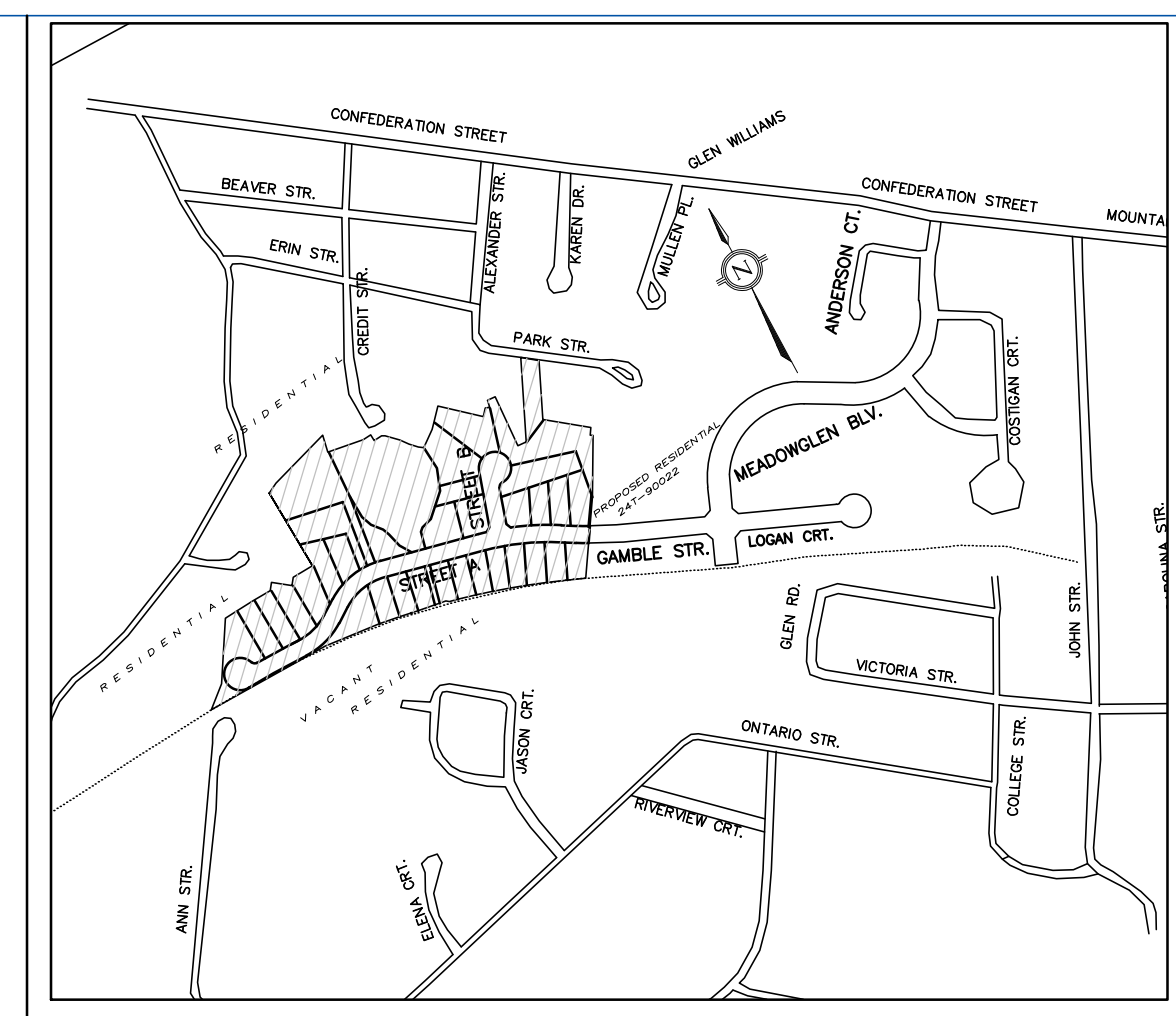 CONFEDERATION STREET
GLEN WILLIAMS
CONFEDERATION STREET
MOUNTA
BEAVER STR.
ALEXANDER STR.
KAREN DR.
MULLEN PL.
ANDERSON CT.
ERIN STR.
CREDIT STR.
N
PARK STR.
COSTIGAN CRT.
RESIDENTIAL
MEADOWGLEN BLV.
PROPOSED RESIDENTIAL
24T-90022
STREET B
LOGAN CRT.
GAMBLE STR.
STREET A
RESIDENTIAL
GLEN RD.
JOHN STR.
VACANT
RESIDENTIAL
VICTORIA STR.
JASON CRT.
ONTARIO STR.
COLLEGE STR.
RIVERVIEW CRT.
ANN STR.
ELENA CRT.